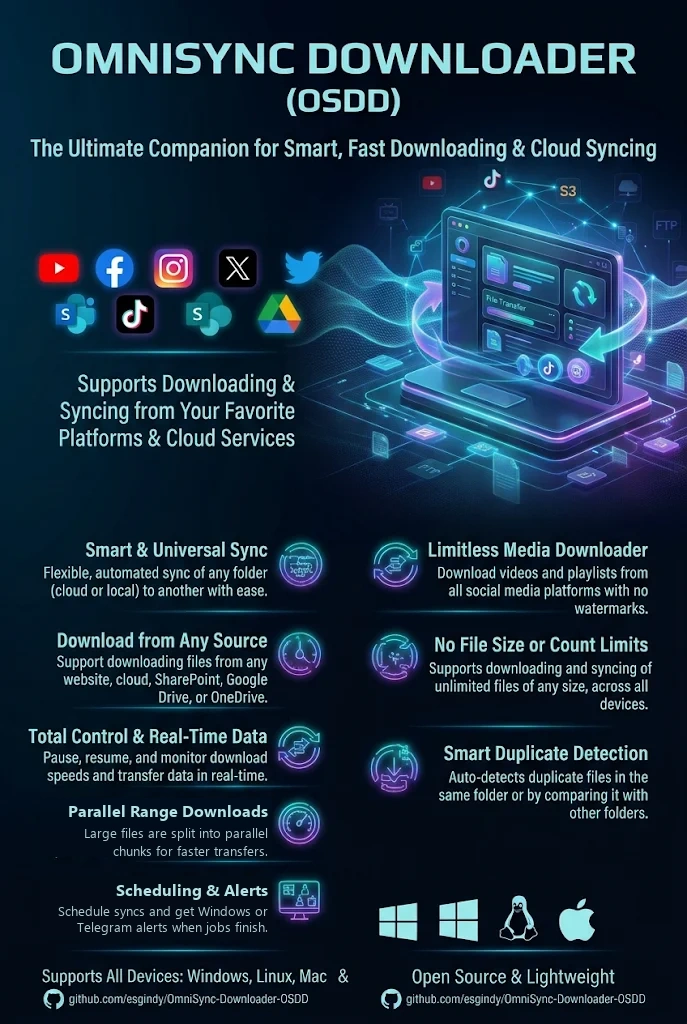 OMNISYNC DOWNLOADER
(OSDD)
The Ultimate Companion for Smart, Fast Downloading & Cloud Syncing
S3
FTP
File Transfer
S
S
FTP
Supports Downloading &
Syncing from Your Favorite
Platforms & Cloud Services
Smart & Universal Sync
Flexible, automated sync of any folder
(cloud or local) to another with ease.
Download from Any Source
Support downloading files from any
website, cloud, SharePoint, Google
Drive, or OneDrive.
Total Control & Real-Time Data
Pause, resume, and monitor download
speeds and transfer data in real-time.
Parallel Range Downloads
Large files are split into parallel
chunks for faster transfers.
Scheduling & Alerts
Schedule syncs and get Windows or
Telegram alerts when jobs finish.
Limitless Media Downloader
Download videos and playlists from
all social media platforms with no
watermarks.
No File Size or Count Limits
Supports downloading and syncing of
unlimited files of any size, across all
devices.
Smart Duplicate Detection
Auto-detects duplicate files in the
same folder or by comparing it with
other folders.
Supports All Devices: Windows, Linux, Mac &
github.com/esgindy/OmniSync-Downloader-OSDD
Open Source & Lightweight
github.com/esgindy/OmniSync-Downloader-OSDD